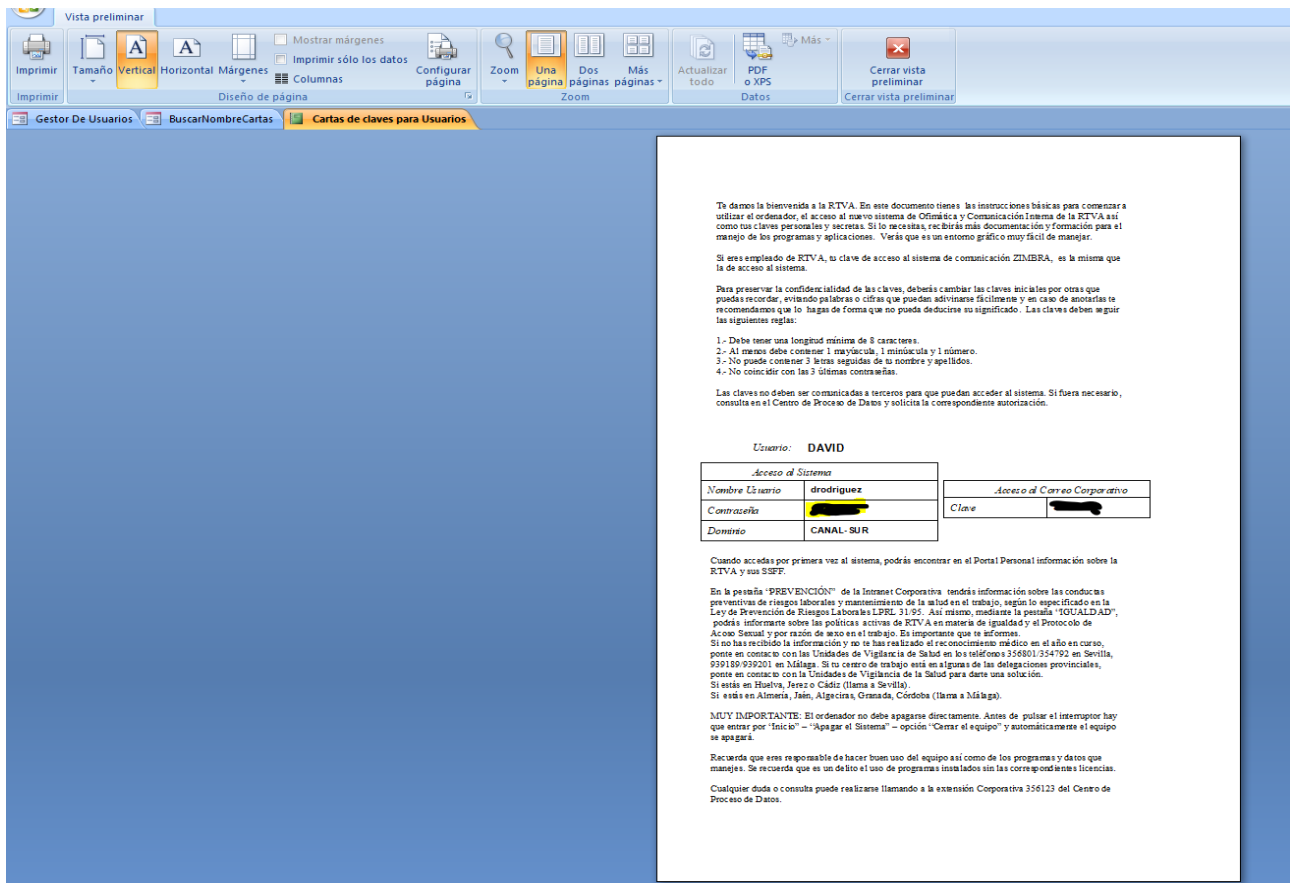 Vista preliminar
Mostrar márgenes
Imprimir sólo los datos
Columnas
Imprimir Tamaño Vertical Horizontal Márgenes Configurar página Zoom Una página Dos páginas Más páginas Actualizar todo PDF o XPS Más Cerrar vista preliminar
Imprimir Diseño de página Zoom Datos Cerrar vista preliminar
Gestor De Usuarios BuscarNombreCartas Cartas de claves para Usuarios
Te damos la bienvenida a la RTVA. En este documento tienes las instrucciones básicas para comenzar a
utilizar el ordenador, el acceso al nuevo sistema de Ofimática y Comunicación Interna de la RTVA así
como tus claves personales y secretas. Si lo necesitas, recibirás más documentación y formación para el
manejo de los programas y aplicaciones. Verás que es un entorno gráfico muy fácil de manejar.
Si eres empleado de RTVA, tu clave de acceso al sistema de comunicación ZIMBRA, es la misma que
la de acceso al sistema.
Para preservar la confidencialidad de las claves, deberás cambiar las claves iniciales por otras que
puedas recordar, evitando palabras o cifras que puedan adivinarse fácilmente y en caso de anotarlas te
recomendamos que lo hagas de forma que no pueda deducirse su significado. Las claves deben seguir
las siguientes reglas:
1.- Debe tener una longitud mínima de 8 caracteres.
2.- Al menos debe contener 1 mayúscula, 1 minúscula y 1 número.
3.- No puede contener 3 letras seguidas de tu nombre y apellidos.
4.- No coincidir con las 3 últimas contraseñas.
Las claves no deben ser comunicadas a terceros para que puedan acceder al sistema. Si fuera necesario,
consulta en el Centro de Proceso de Datos y solicita la correspondiente autorización.
Usuario: DAVID
Acceso al Sistema
Nombre Usuario drodriguez
Contraseña
Dominio CANAL-SUR
Acceso al Correo Corporativo
Clave
Cuando accedas por primera vez al sistema, podrás encontrar en el Portal Personal información sobre la
RTVA y sus SSFF.
En la pestaña “PREVENCIÓN” de la Intranet Corporativa tendrás información sobre las conductas
preventivas de riesgos laborales y mantenimiento de la salud en el trabajo, según lo especificado en la
Ley de Prevención de Riesgos Laborales LPRL 31/95. Así mismo, mediante la pestaña “IGUALDAD”,
podrás informarte sobre las políticas activas de RTVA en materia de igualdad y el Protocolo de
Acoso Sexual y por razón de sexo en el trabajo. Es importante que te informes.
Si no has recibido la información y no te has realizado el reconocimiento médico en el año en curso,
ponte en contacto con las Unidades de Vigilancia de Salud en los teléfonos 356801/354792 en Sevilla,
939189/939201 en Málaga. Si tu centro de trabajo está en algunas de las delegaciones provinciales,
ponte en contacto con la Unidades de Vigilancia de la Salud para darte una solución.
Si estás en Huelva, Jerez o Cádiz (llama a Sevilla).
Si estás en Almería, Jaén, Algeciras, Granada, Córdoba (llama a Málaga).
MUY IMPORTANTE: El ordenador no debe apagarse directamente. Antes de pulsar el interruptor hay
que entrar por “Inicio” – “Apagar el Sistema” – opción “Cerrar el equipo” y automáticamente el equipo
se apagará.
Recuerda que eres responsable de hacer buen uso del equipo así como de los programas y datos que
manejes. Se recuerda que es un delito el uso de programas instalados sin las correspondientes licencias.
Cualquier duda o consulta puede realizarse llamando a la extensión Corporativa 356123 del Centro de
Proceso de Datos.